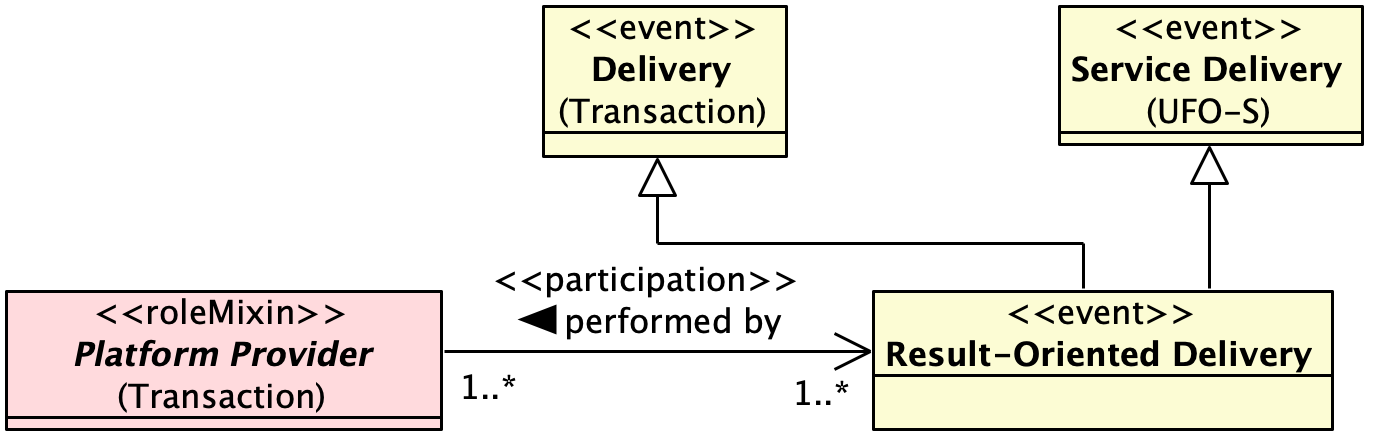 <<event>>
Delivery
(Transaction)
<<event>>
Service Delivery
(UFO-S)
<<participation>>
performed by
<<roleMixin>>
Platform Provider
(Transaction)
1..*
1..*
<<event>>
Result-Oriented Delivery